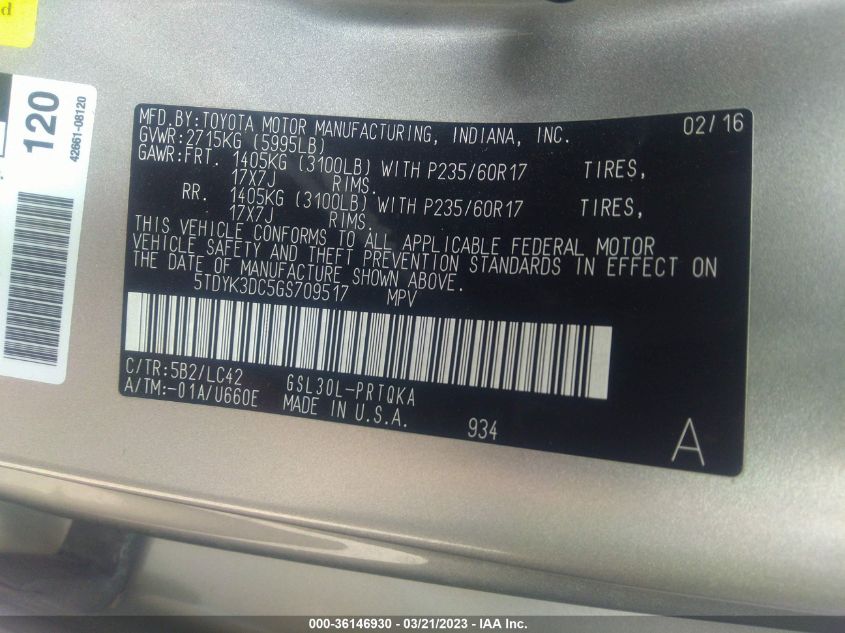 d
120
42661-08120
MFD.BY:TOYOTA MOTOR MANUFACTURING, INDIANA, INC. 02/16
GVWR:2715KG (5995LB)
GAWR:FRT. 1405KG (3100LB) WITH P235/60R17 TIRES,
17X7J RIMS.
RR. 1405KG (3100LB) WITH P235/60R17 TIRES,
17X7J RIMS.
THIS VEHICLE CONFORMS TO ALL APPLICABLE FEDERAL MOTOR
VEHICLE SAFETY AND THEFT PREVENTION STANDARDS IN EFFECT ON
THE DATE OF MANUFACTURE SHOWN ABOVE.
5TDYK3DC5GS709517 MPV
C/TR:5B2/LC42 GSL30L-PRTQKA
A/TM:-01A/U660E MADE IN U.S.A. 934 A
000-36146930 - 03/21/2023 - IAA Inc.